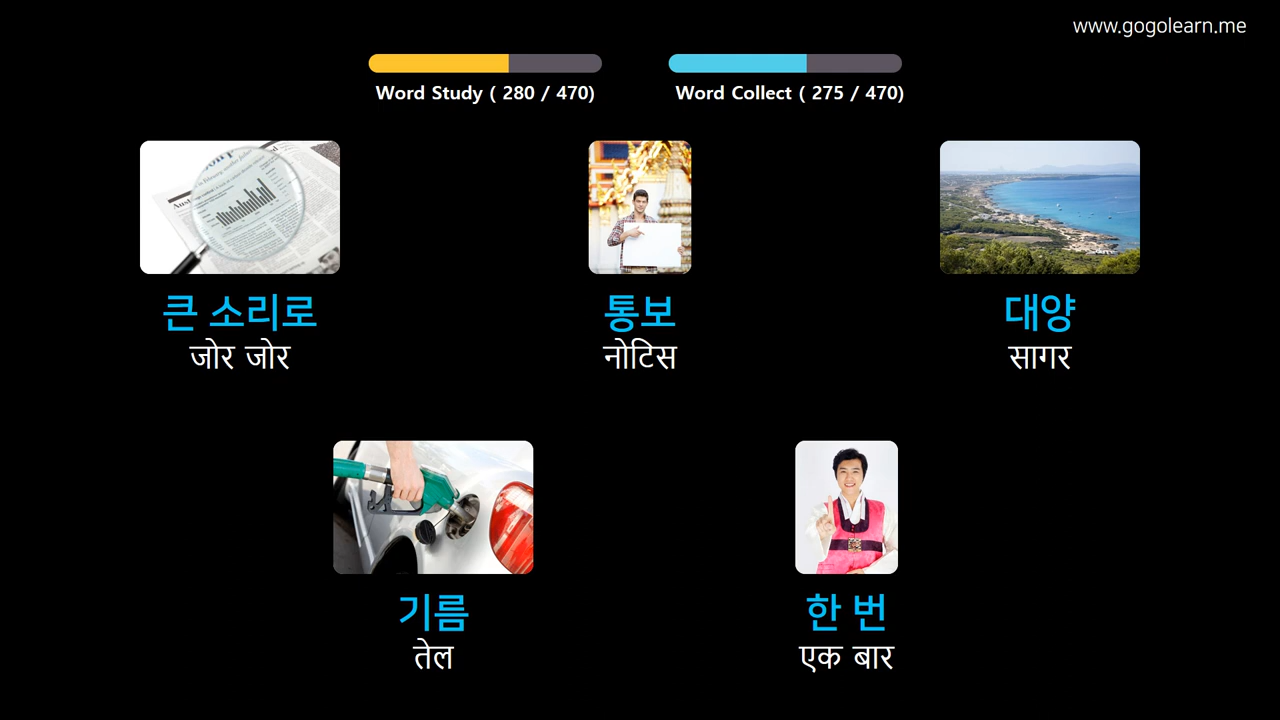 www.gogolearn.me
Word Study ( 280 / 470)
Word Collect ( 275 / 470)
큰 소리로
जोर जोर
통보
नोटिस
대양
सागर
기름
तेल
한 번
एक बार